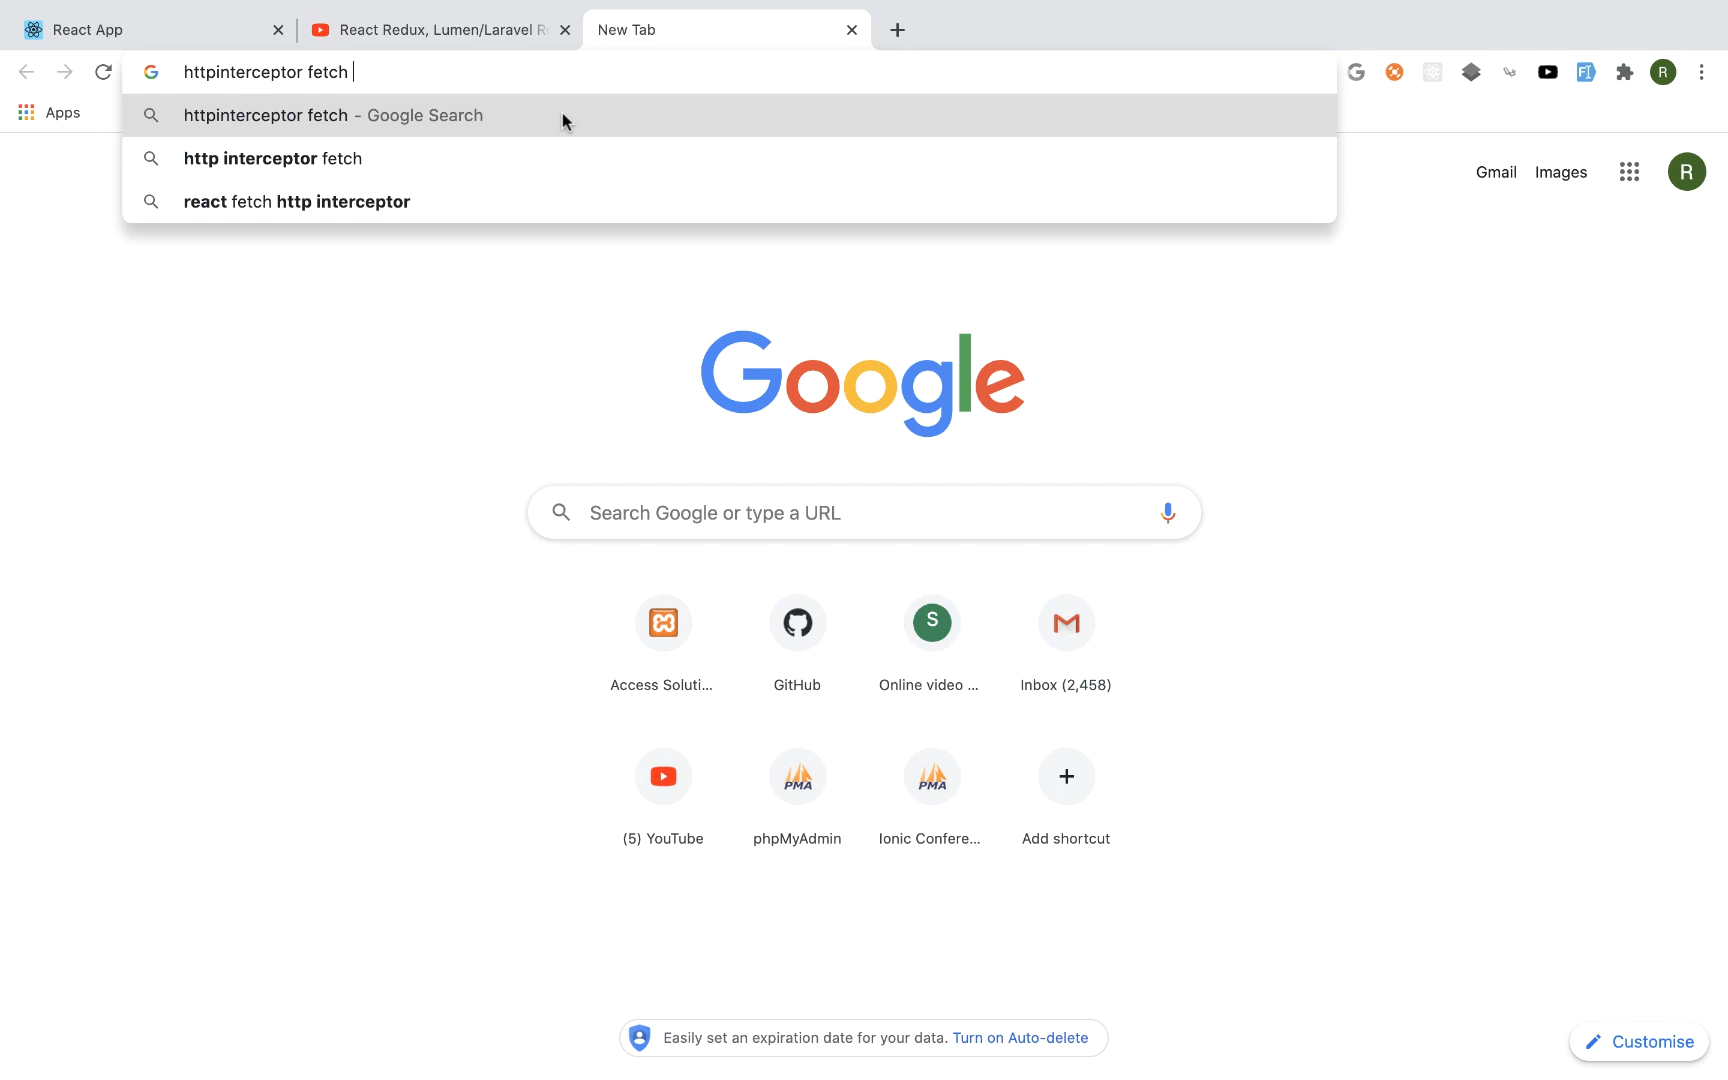 React App
React Redux, Lumen/Laravel R
New Tab
httpinterceptor fetch
R
Apps
httpinterceptor fetch - Google Search
http interceptor fetch
react fetch http interceptor
Gmail Images R
Google
Search Google or type a URL
S
Access Soluti... GitHub Online video ... Inbox (2,458)
PMA PMA
(5) YouTube phpMyAdmin Ionic Confere... Add shortcut
Easily set an expiration date for your data. Turn on Auto-delete
Customise